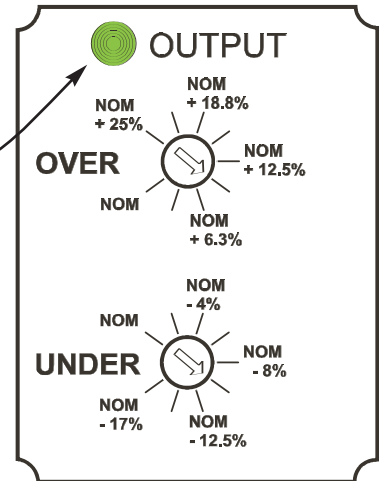 OUTPUT
NOM
+ 18.8%
NOM
+ 25%
OVER
NOM
+ 12.5%
NOM
NOM
+ 6.3%
NOM
- 4%
NOM
UNDER
NOM
- 8%
NOM
- 17%
NOM
- 12.5%